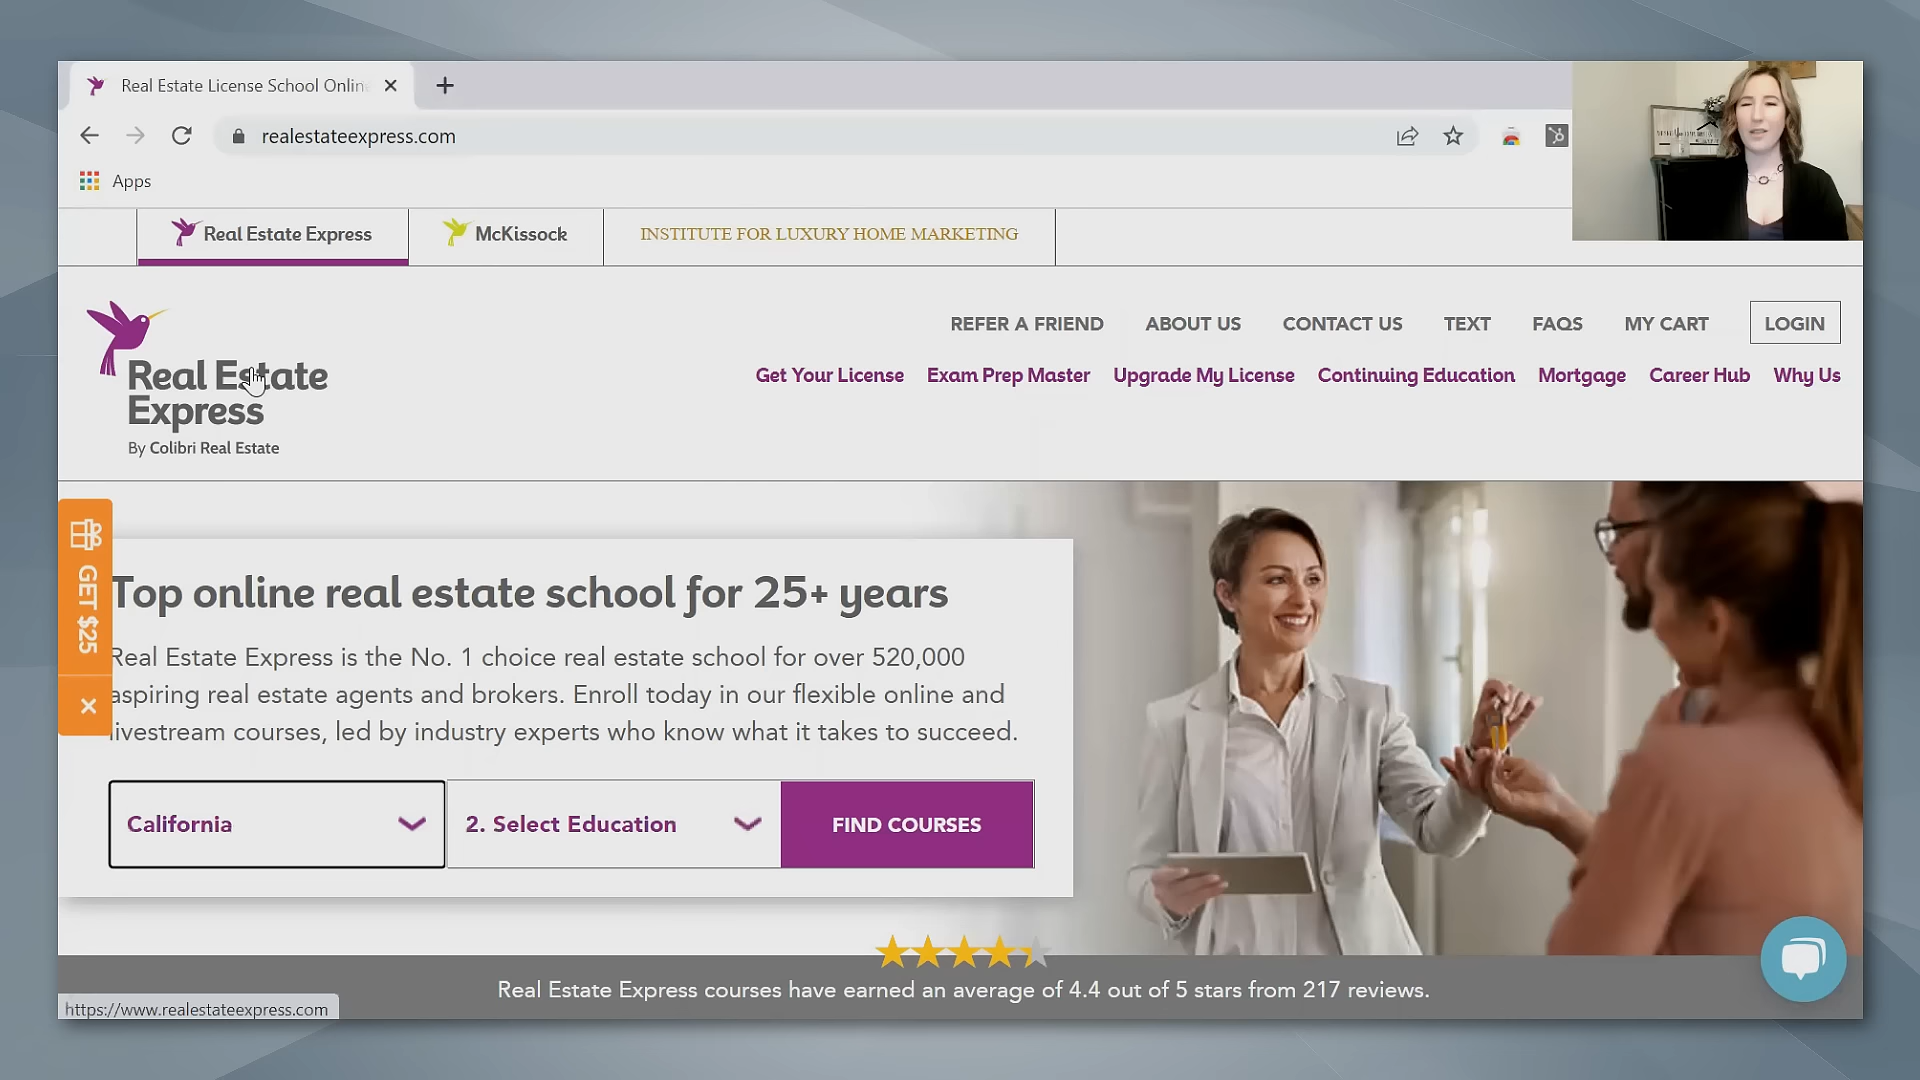 Real Estate License School Onlin
realestateexpress.com
Apps
Real Estate Express
McKissock
INSTITUTE FOR LUXURY HOME MARKETING
Real Estate
Express
By Colibri Real Estate
REFER A FRIEND ABOUT US CONTACT US TEXT FAQS MY CART LOGIN
Get Your License Exam Prep Master Upgrade My License Continuing Education Mortgage Career Hub Why Us
GET $25
Top online real estate school for 25+ years
Real Estate Express is the No. 1 choice real estate school for over 520,000
aspiring real estate agents and brokers. Enroll today in our flexible online and
livestream courses, led by industry experts who know what it takes to succeed.
California
2. Select Education
FIND COURSES
Real Estate Express courses have earned an average of 4.4 out of 5 stars from 217 reviews.
https://www.realestateexpress.com